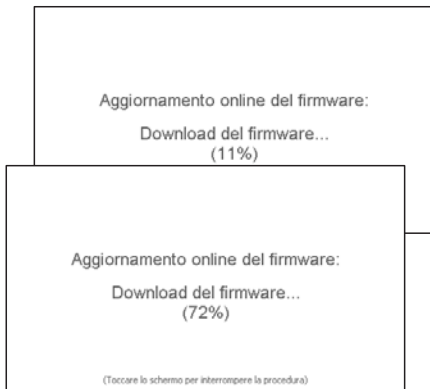 Aggiornamento online del firmware:
Download del firmware...
(11%)
Aggiornamento online del firmware:
Download del firmware...
(72%)
(Toccare lo schermo per interrompere la procedura)